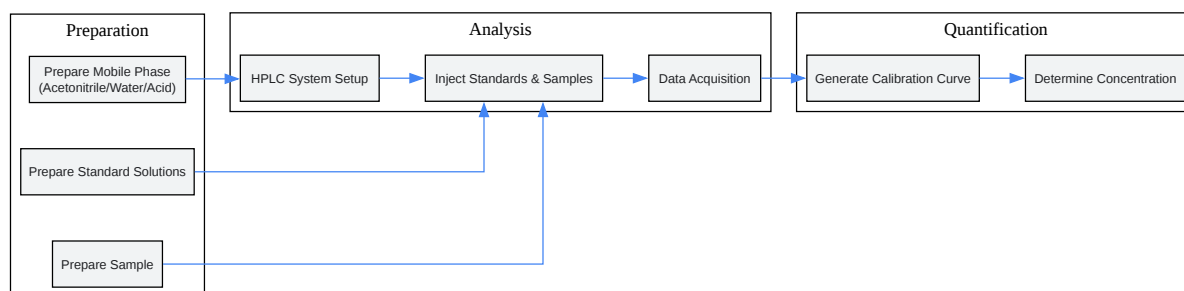 Preparation
Prepare Mobile Phase
(Acetonitrile/Water/Acid)
Prepare Standard Solutions
Prepare Sample
Analysis
HPLC System Setup
Inject Standards & Samples
Data Acquisition
Quantification
Generate Calibration Curve
Determine Concentration